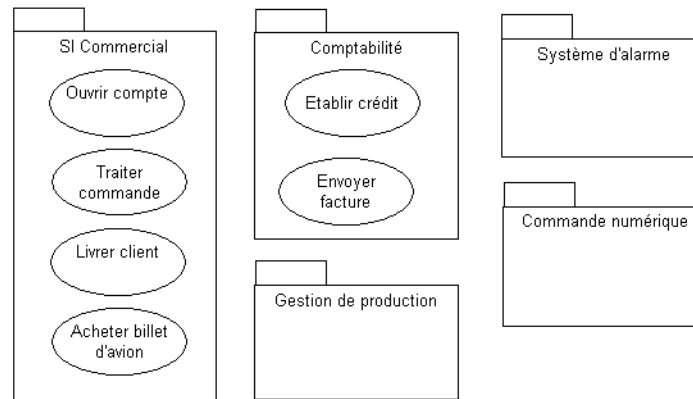 SI Commercial
Ouvrir compte
Traiter
commande
Livrer client
Acheter billet
d'avion
Comptabilité
Etablir crédit
Envoyer
facture
Gestion de production
Système d'alarme
Commande numérique